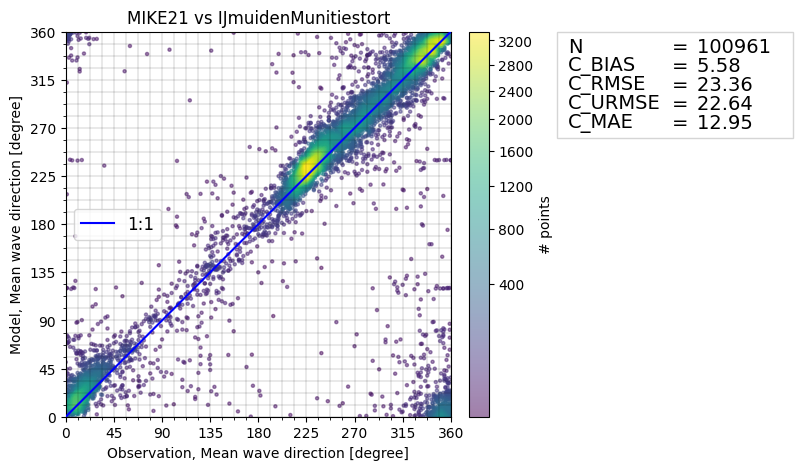 MIKE21 vs IJmuidenMunitiestort
Model, Mean wave direction [degree]
360
315
270
225
180
135
90
45
0
1:1
0 45 90 135 180 225 270 315 360
Observation, Mean wave direction [degree]
3200
2800
2400
2000
1600
1200
800
400
# points
N = 100961
C_BIAS = 5.58
C_RMSE = 23.36
C_URMSE = 22.64
C_MAE = 12.95